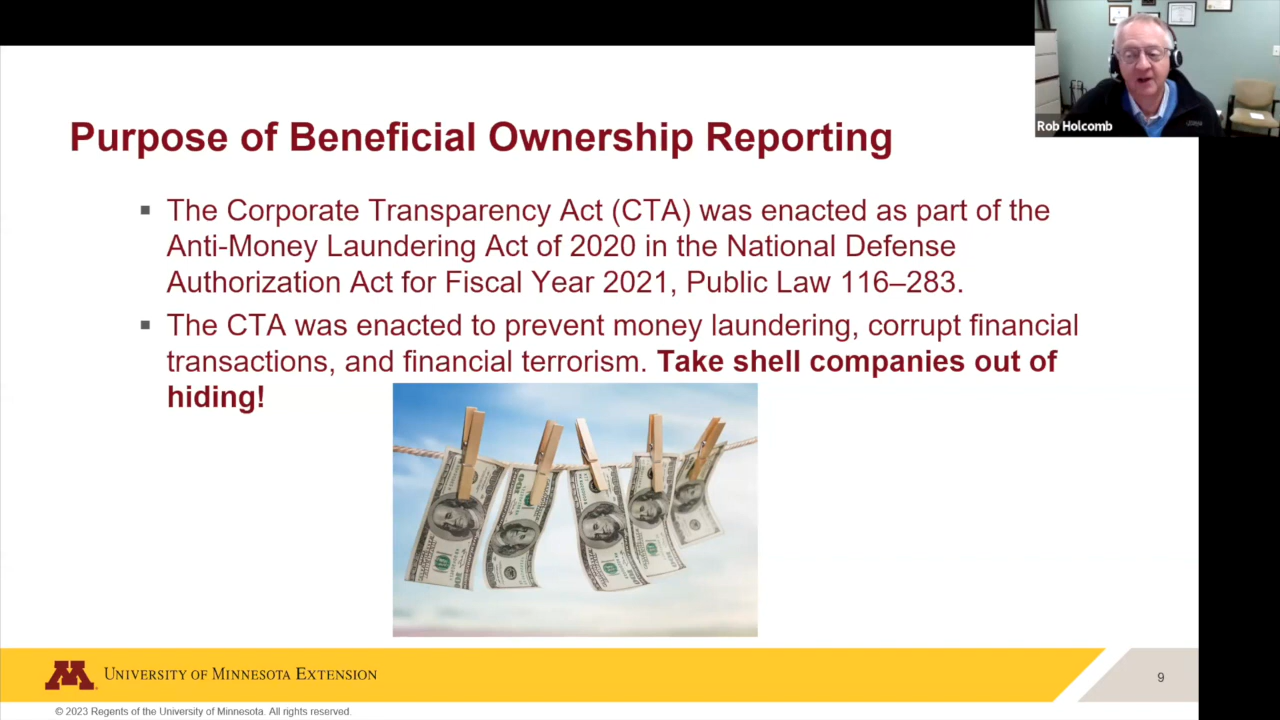 Rob Holcomb
Purpose of Beneficial Ownership Reporting
The Corporate Transparency Act (CTA) was enacted as part of the
Anti-Money Laundering Act of 2020 in the National Defense
Authorization Act for Fiscal Year 2021, Public Law 116–283.
The CTA was enacted to prevent money laundering, corrupt financial
transactions, and financial terrorism. Take shell companies out of
hiding!
M
UNIVERSITY OF MINNESOTA EXTENSION
9
© 2023 Regents of the University of Minnesota. All rights reserved.